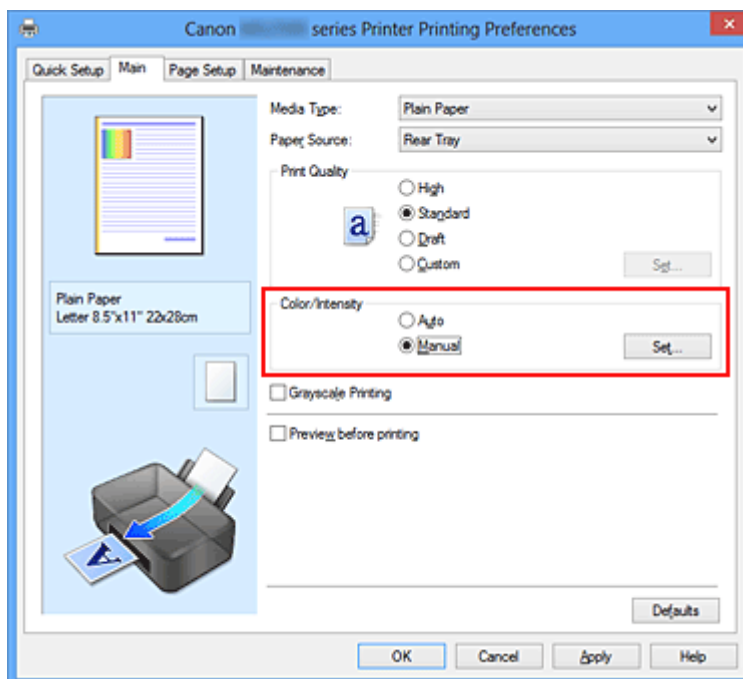 Canon series Printer Printing Preferences
Quick Setup Main Page Setup Maintenance
Media Type: Plain Paper
Paper Source: Rear Tray
Print Quality
High
a
Standard
Draft
Custom Set...
Plain Paper
Letter 8.5"x11" 22x28cm
Color/Intensity
Auto
Manual Set...
Grayscale Printing
Preview before printing
A
Defaults
OK Cancel Apply Help